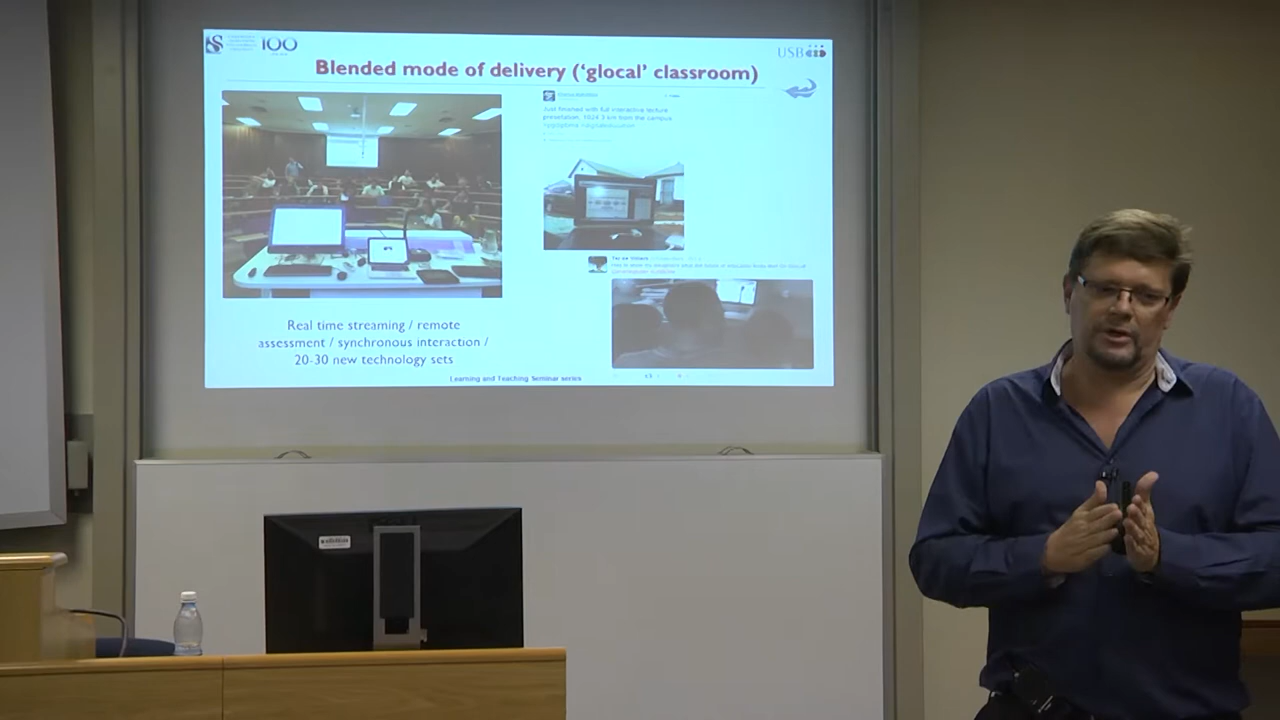 S
100
USB
Blended mode of delivery (‘glocal’ classroom)
Just finished with full interactive lecture
presetation, 1024.3 km from the campus
Real time streaming / remote
assessment / synchronous interaction /
20-30 new technology sets
Learning and Teaching Seminar series